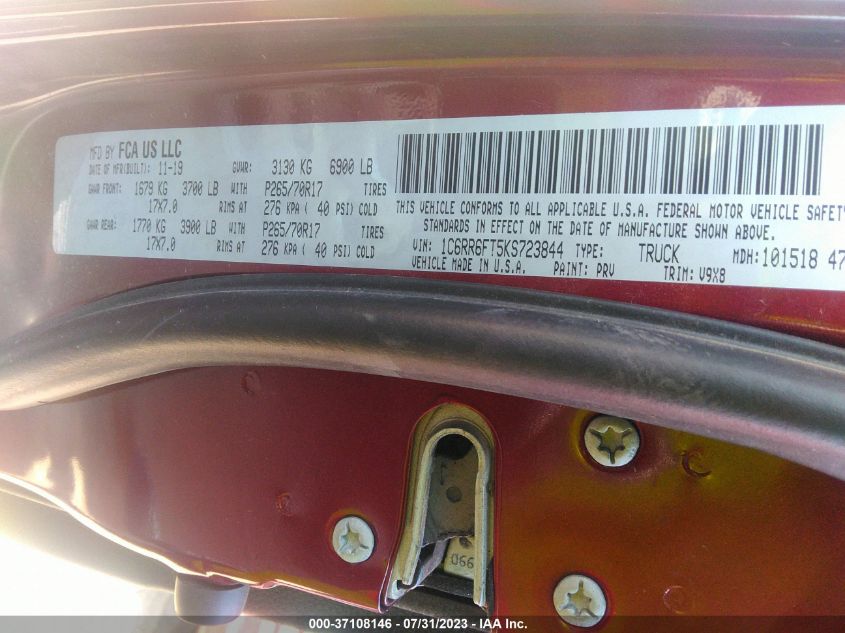 MFD BY FCA US LLC
DATE OF MFR(BUILT): 11-19 GVWR: 3130 KG 6900 LB
GAWR FRONT: 1679 KG 3700 LB WITH P265/70R17 TIRES
17X7.0 RIMS AT 276 KPA ( 40 PSI) COLD
GAWR REAR: 1770 KG 3900 LB WITH P265/70R17 TIRES
17X7.0 RIMS AT 276 KPA ( 40 PSI) COLD
THIS VEHICLE CONFORMS TO ALL APPLICABLE U.S.A. FEDERAL MOTOR VEHICLE SAFETY
STANDARDS IN EFFECT ON THE DATE OF MANUFACTURE SHOWN ABOVE.
VIN: 1C6RR6FT5KS723844 TYPE: TRUCK MDH: 101518 47
VEHICLE MADE IN U.S.A. PAINT: PRV TRIM: V9X8
066
000-37108146 / 07/31/2023 - IAA Inc.